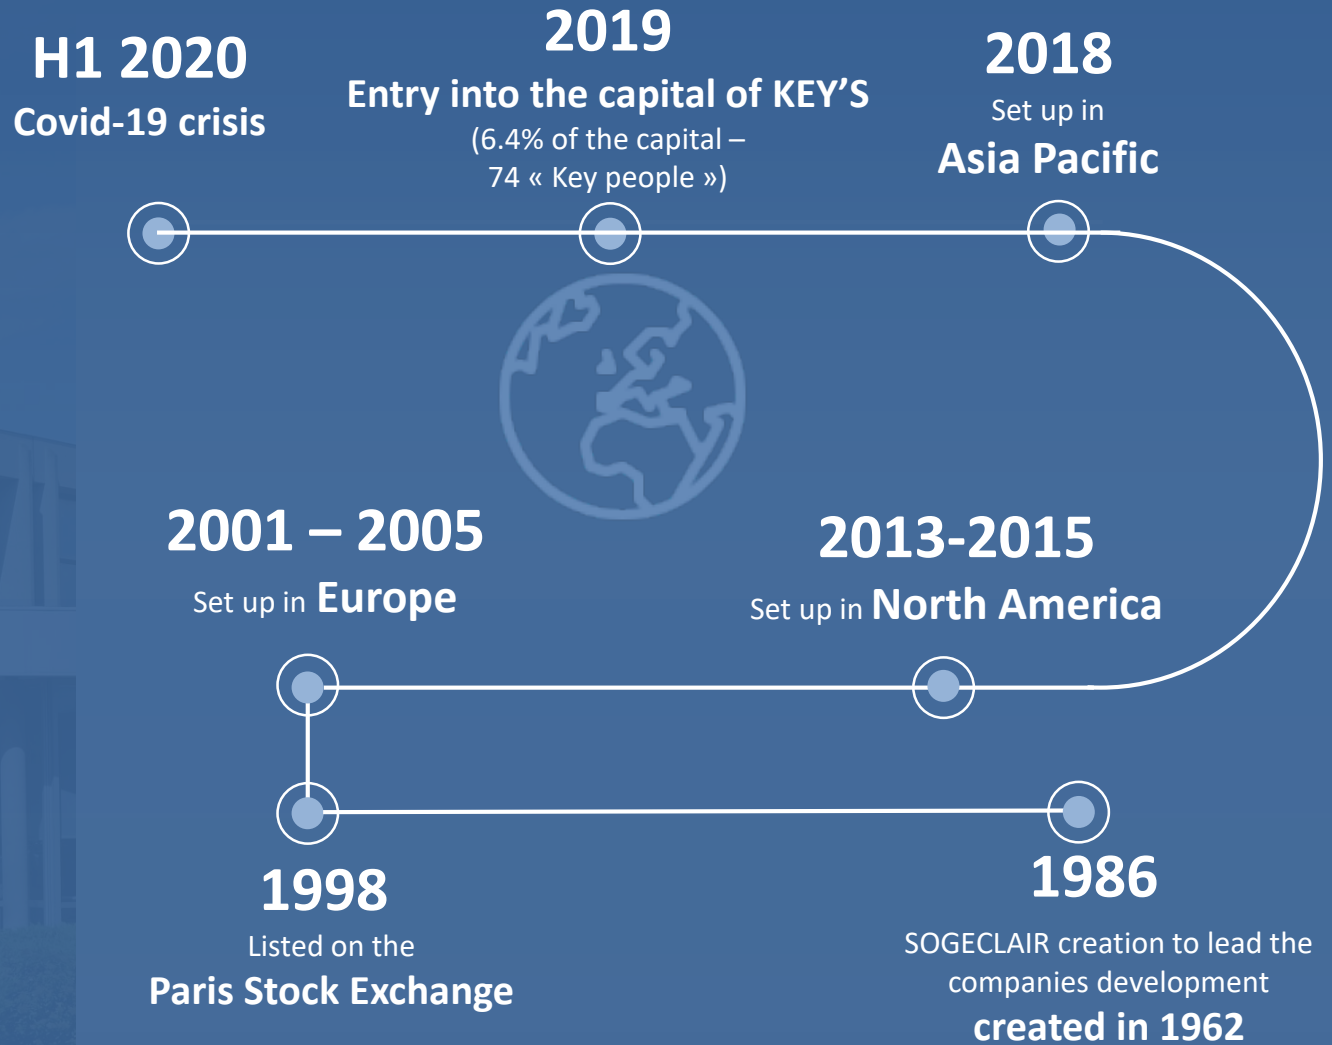 H1 2020
Covid-19 crisis
2019
Entry into the capital of KEY’S
(6.4% of the capital –
74 « Key people »)
2018
Set up in
Asia Pacific
2001 – 2005
Set up in Europe
2013-2015
Set up in North America
1998
Listed on the
Paris Stock Exchange
1986
SOGECLAIR creation to lead the
companies development
created in 1962